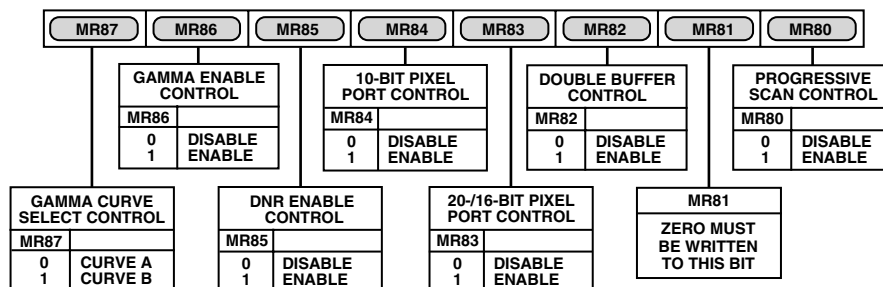 MR87 MR86 MR85 MR84 MR83 MR82 MR81 MR80
GAMMA ENABLE
CONTROL
MR86
0 DISABLE
1 ENABLE
10-BIT PIXEL
PORT CONTROL
MR84
0 DISABLE
1 ENABLE
DOUBLE BUFFER
CONTROL
MR82
0 DISABLE
1 ENABLE
PROGRESSIVE
SCAN CONTROL
MR80
0 DISABLE
1 ENABLE
GAMMA CURVE
SELECT CONTROL
MR87
0 CURVE A
1 CURVE B
DNR ENABLE
CONTROL
MR85
0 DISABLE
1 ENABLE
20-/16-BIT PIXEL
PORT CONTROL
MR83
0 DISABLE
1 ENABLE
MR81
ZERO MUST
BE WRITTEN
TO THIS BIT